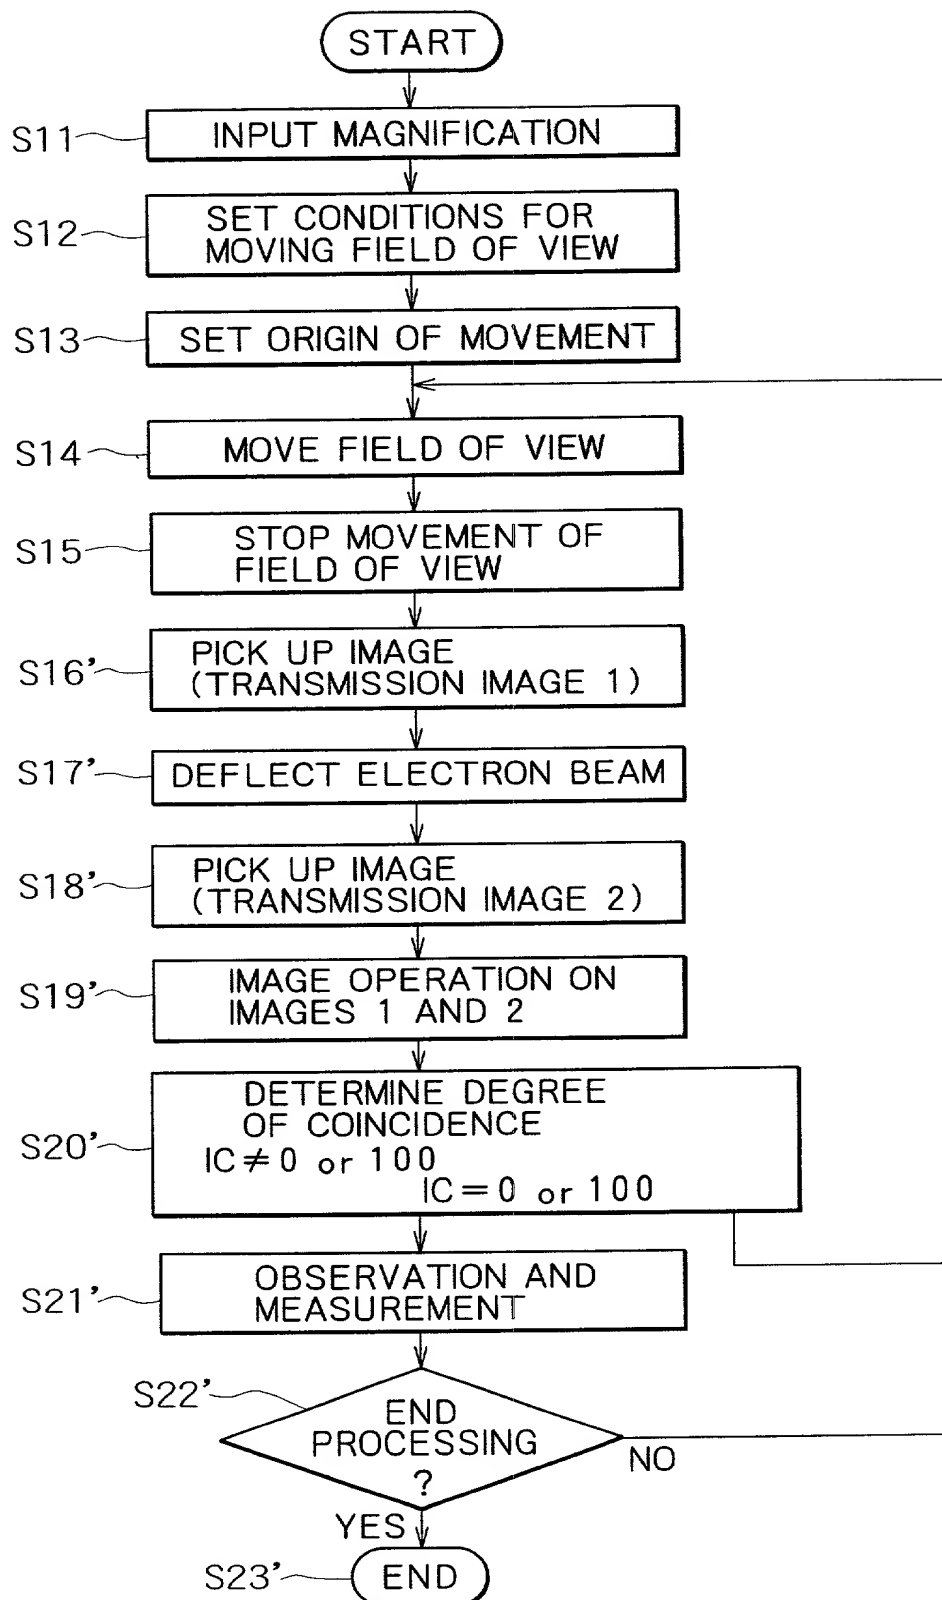 START
S11 INPUT MAGNIFICATION
S12 SET CONDITIONS FOR
MOVING FIELD OF VIEW
S13 SET ORIGIN OF MOVEMENT
S14 MOVE FIELD OF VIEW
S15 STOP MOVEMENT OF
FIELD OF VIEW
S16' PICK UP IMAGE
(TRANSMISSION IMAGE 1)
S17' DEFLECT ELECTRON BEAM
S18' PICK UP IMAGE
(TRANSMISSION IMAGE 2)
S19' IMAGE OPERATION ON
IMAGES 1 AND 2
S20' DETERMINE DEGREE
OF COINCIDENCE
IC≠0 or 100
IC=0 or 100
S21' OBSERVATION AND
MEASUREMENT
S22' END
PROCESSING
?
NO
YES
S23' END